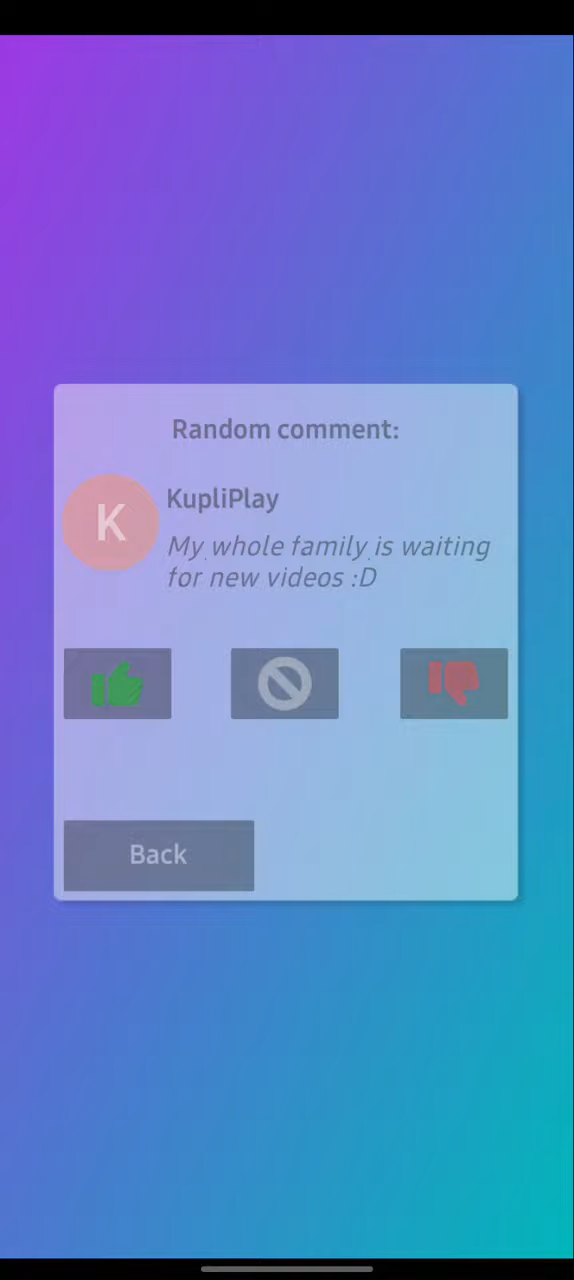 Random comment:
K
KupliPlay
My whole family is waiting
for new videos :D
Back